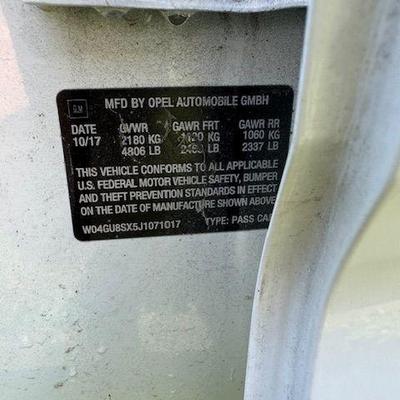 GM
MFD BY OPEL AUTOMOBILE GMBH
DATE GVWR GAWR FRT GAWR RR
10/17 2180 KG KG 1060 KG
4806 LB LB 2337 LB
THIS VEHICLE CONFORMS TO ALL APPLICABLE
U.S. FEDERAL MOTOR VEHICLE SAFETY, BUMPER
AND THEFT PREVENTION STANDARDS IN EFFECT
ON THE DATE OF MANUFACTURE SHOWN ABOVE
W04GU8SX5J1071017 TYPE: PASS CAR